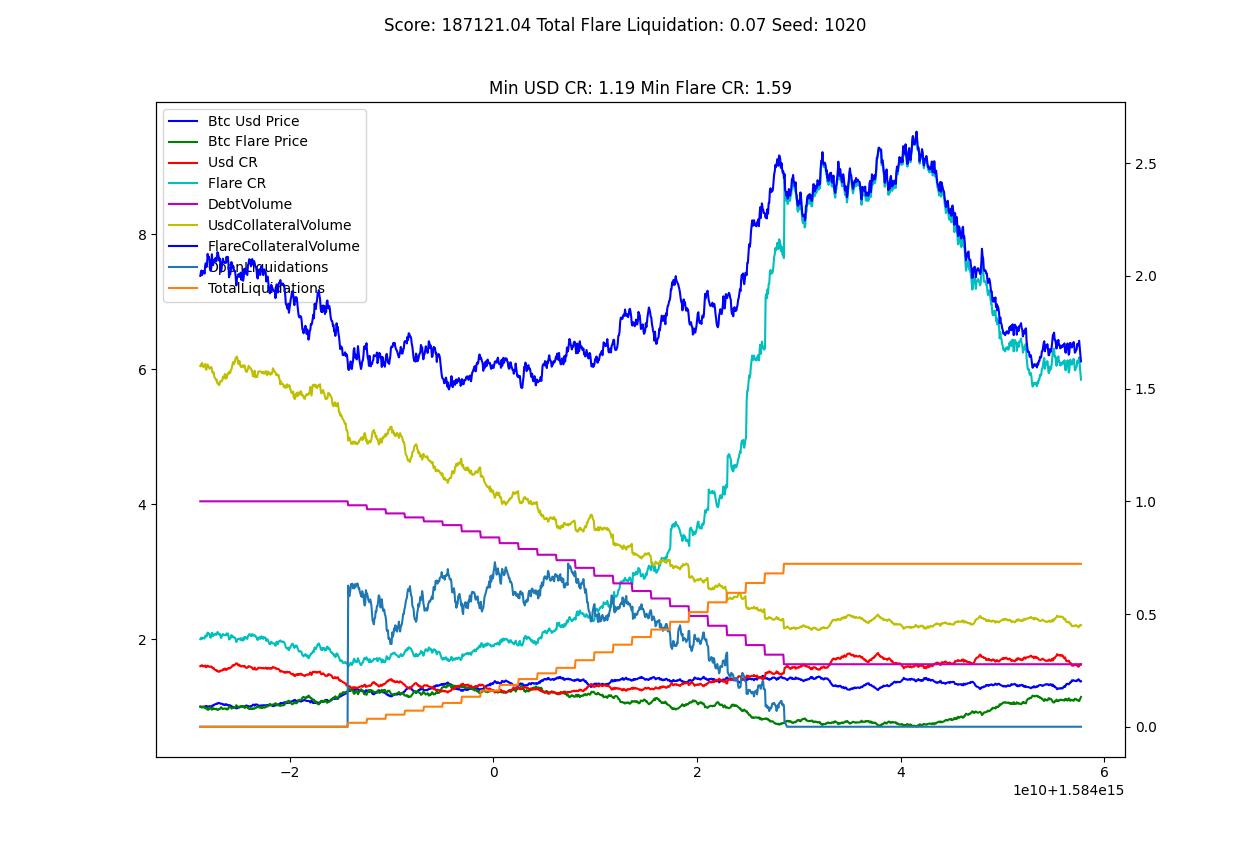 Score: 187121.04 Total Flare Liquidation: 0.07 Seed: 1020
Min USD CR: 1.19 Min Flare CR: 1.59
Btc Usd Price
Btc Flare Price
Usd CR
Flare CR
DebtVolume
UsdCollateralVolume
FlareCollateralVolume
OpenLiquidations
TotalLiquidations
8
6
4
2
2.5
2.0
1.5
1.0
0.5
0.0
−2 0 2 4 6
1e10+1.584e15